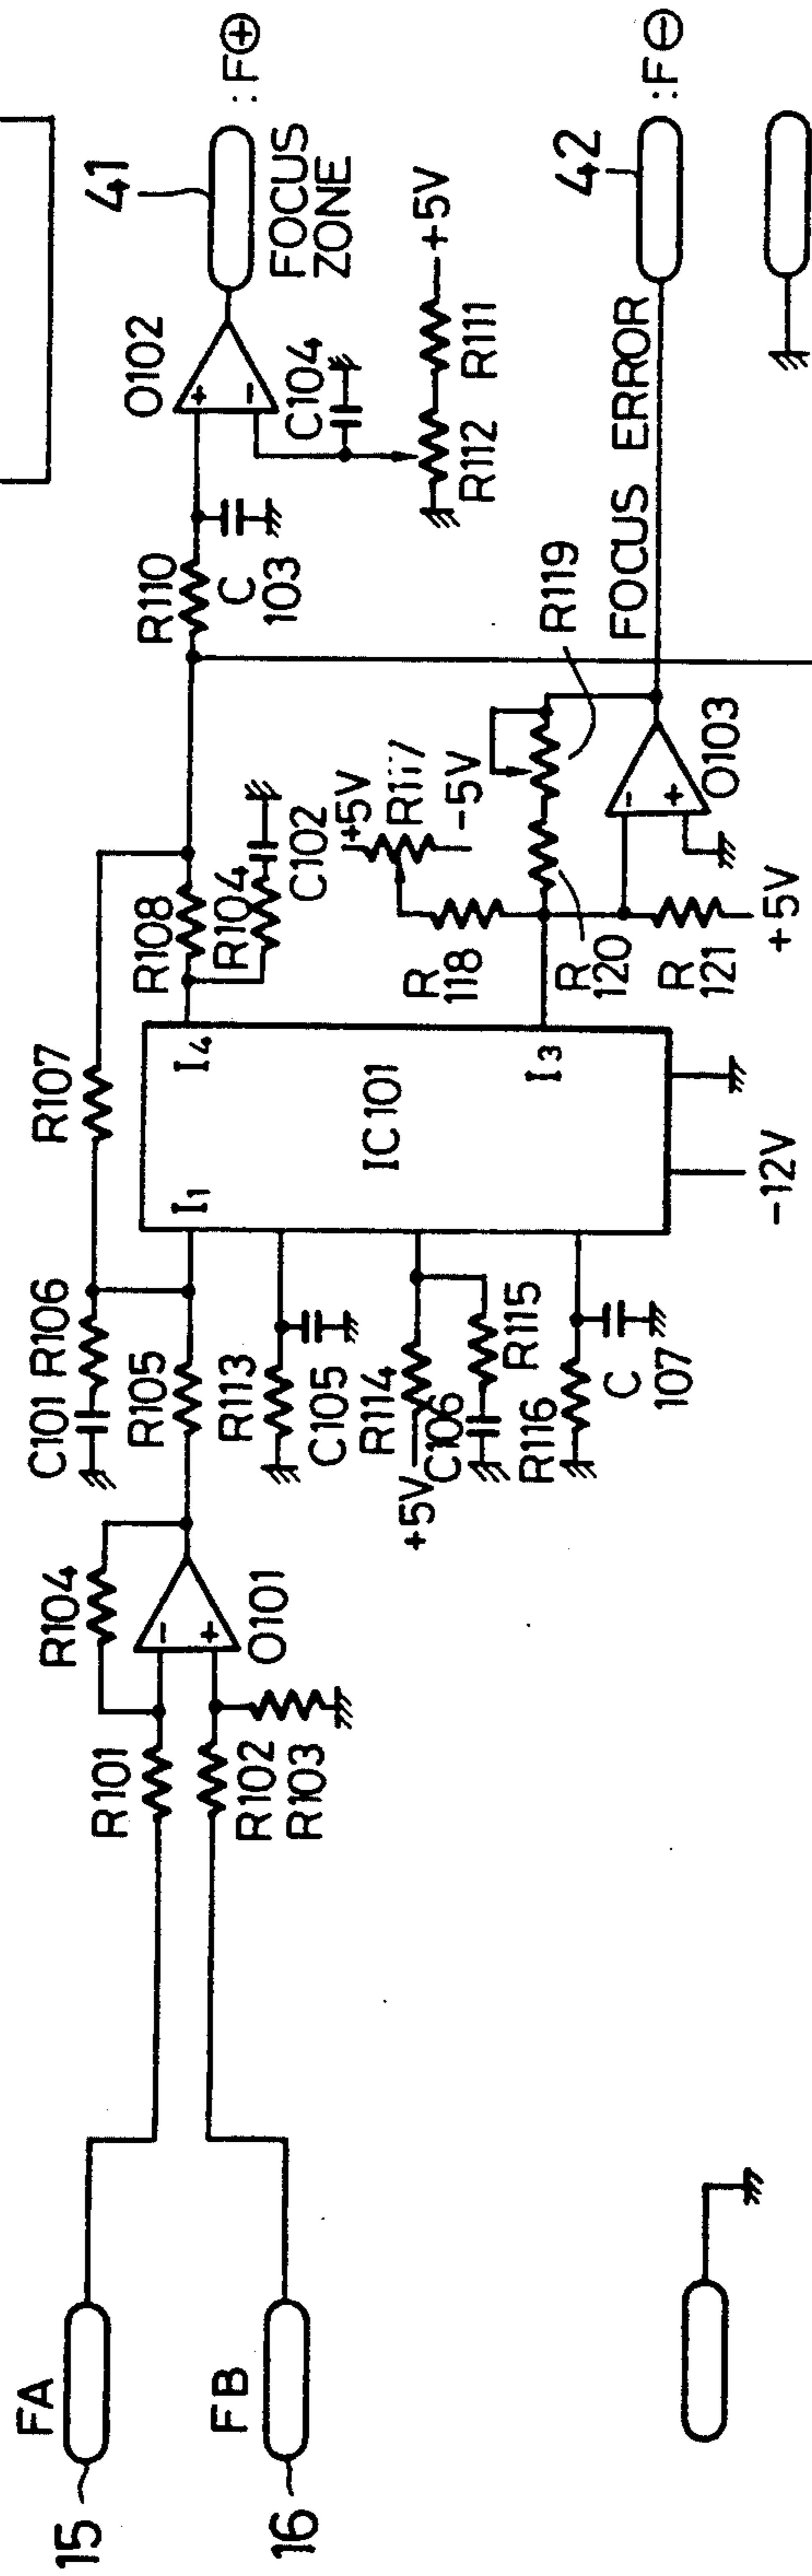 15
FA
16
FB
R101
R102
R103
R104
-
+
O101
C101
R106
R105
R113
C105
R114
+5V
C106
R115
R116
C
107
R107
I1
I4
IC101
I3
-12V
R108
R104
C102
+5V
R117
-5V
R
118
R
120
R
121
+5V
R119
-
+
O103
R110
C
103
O102
+
-
C104
R112
R111
+5V
41
FOCUS
ZONE
:F⊕
FOCUS ERROR
42
:F⊖